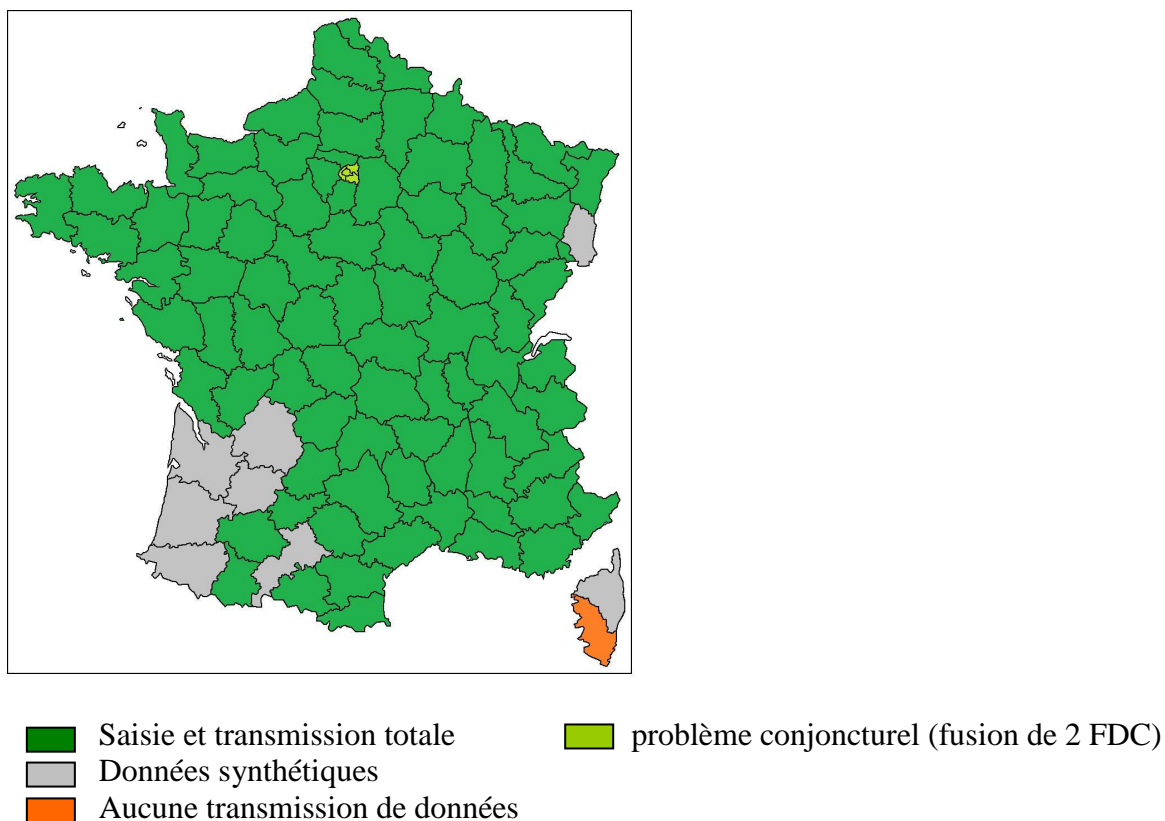 Saisie et transmission totale
problème conjoncturel (fusion de 2 FDC)
Données synthétiques
Aucune transmission de données